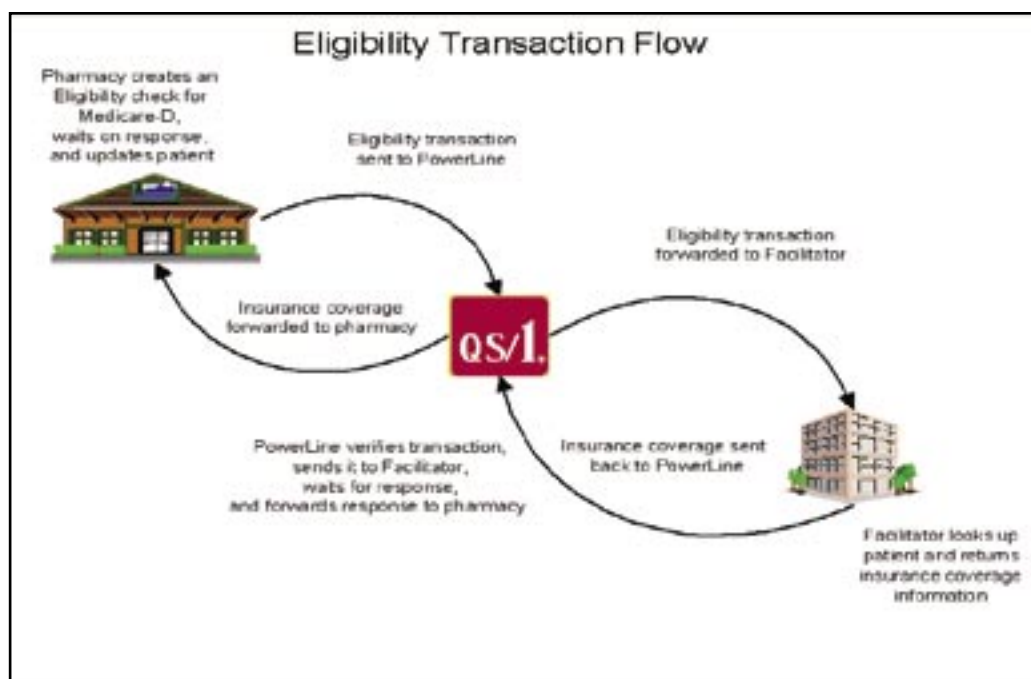 Eligibility Transaction Flow
Pharmacy creates an
Eligibility check for
Medicare-D,
waits on response,
and updates patient
Eligibility transaction
sent to PowerLine
Eligibility transaction
forwarded to Facilitator
Insurance coverage
forwarded to pharmacy
QS/1.
PowerLine verifies transaction,
sends it to Facilitator,
waits for response,
and forwards response to pharmacy
Insurance coverage sent
back to PowerLine
Facilitator looks up
patient and returns
insurance coverage
information